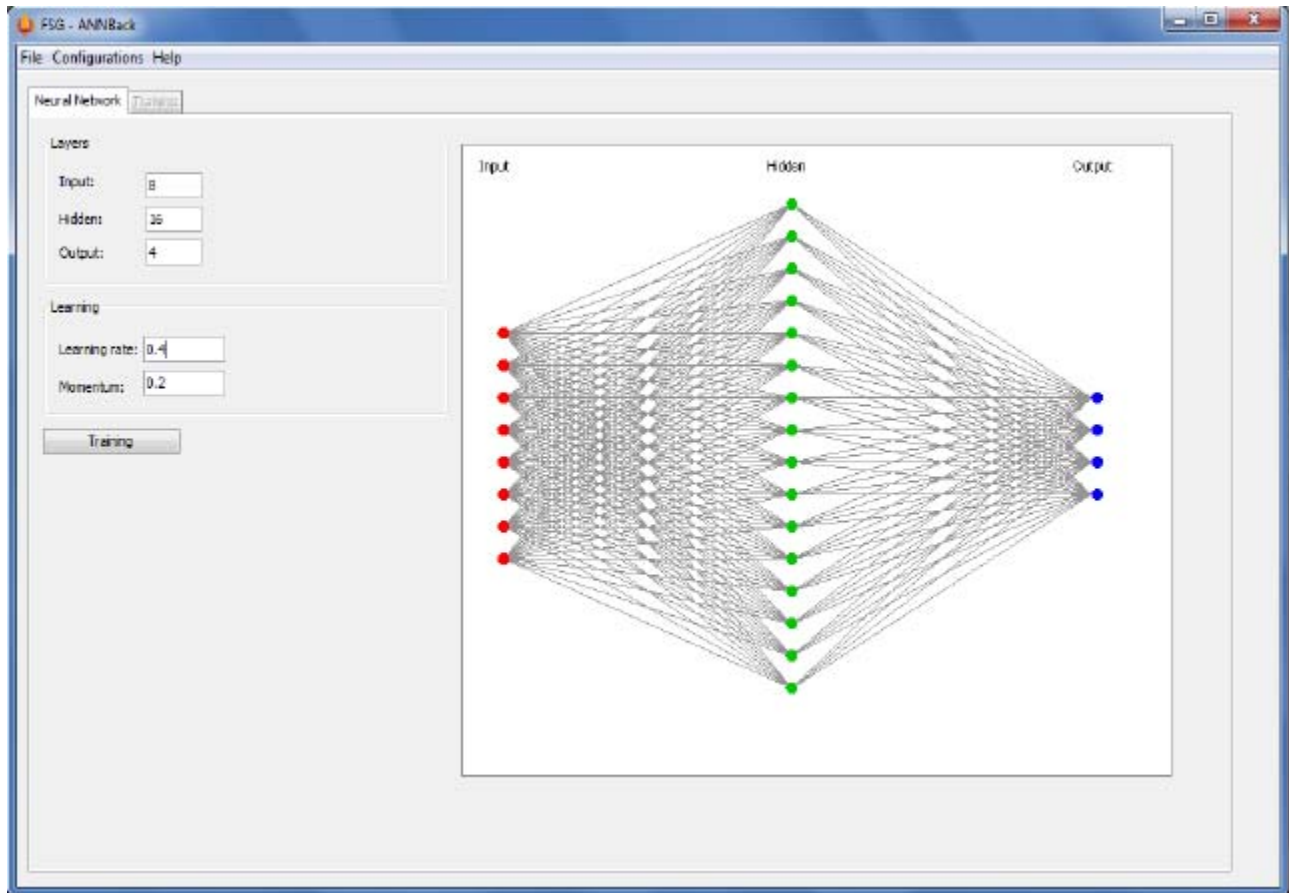 FSG - ANNBack
File Configurations Help
Neural Network Training
Layers
Input: 8
Hidden: 16
Output: 4
Learning
Learning rate: 0.4
Momentum: 0.2
Training
Input Hidden Output